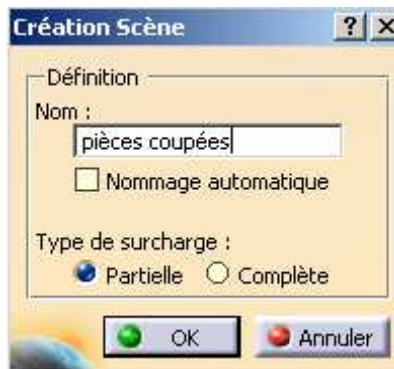 Création Scène
Définition
Nom :
pièces coupées
Nommage automatique
Type de surcharge :
Partielle Complète
OK Annuler